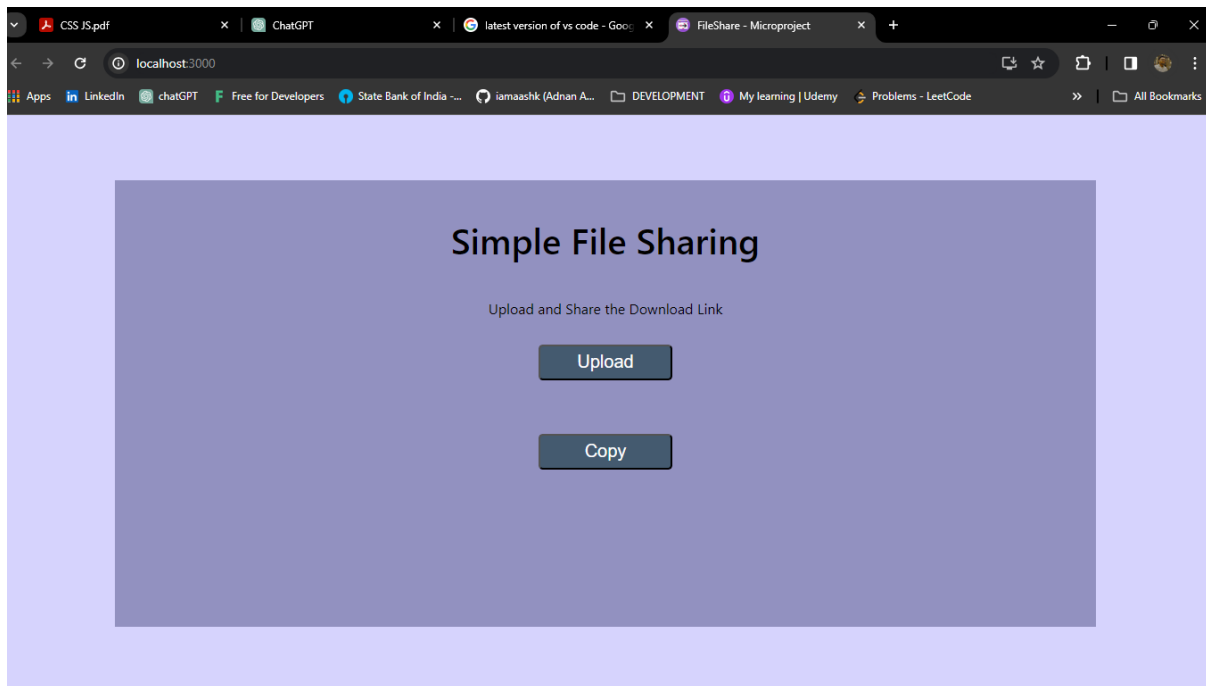 CSS JS.pdf
ChatGPT
latest version of vs code - Goog
FileShare - Microproject
localhost:3000
Apps
LinkedIn
chatGPT
Free for Developers
State Bank of India -...
iamaashk (Adnan A...
DEVELOPMENT
My learning | Udemy
Problems - LeetCode
All Bookmarks
Simple File Sharing
Upload and Share the Download Link
Upload
Copy